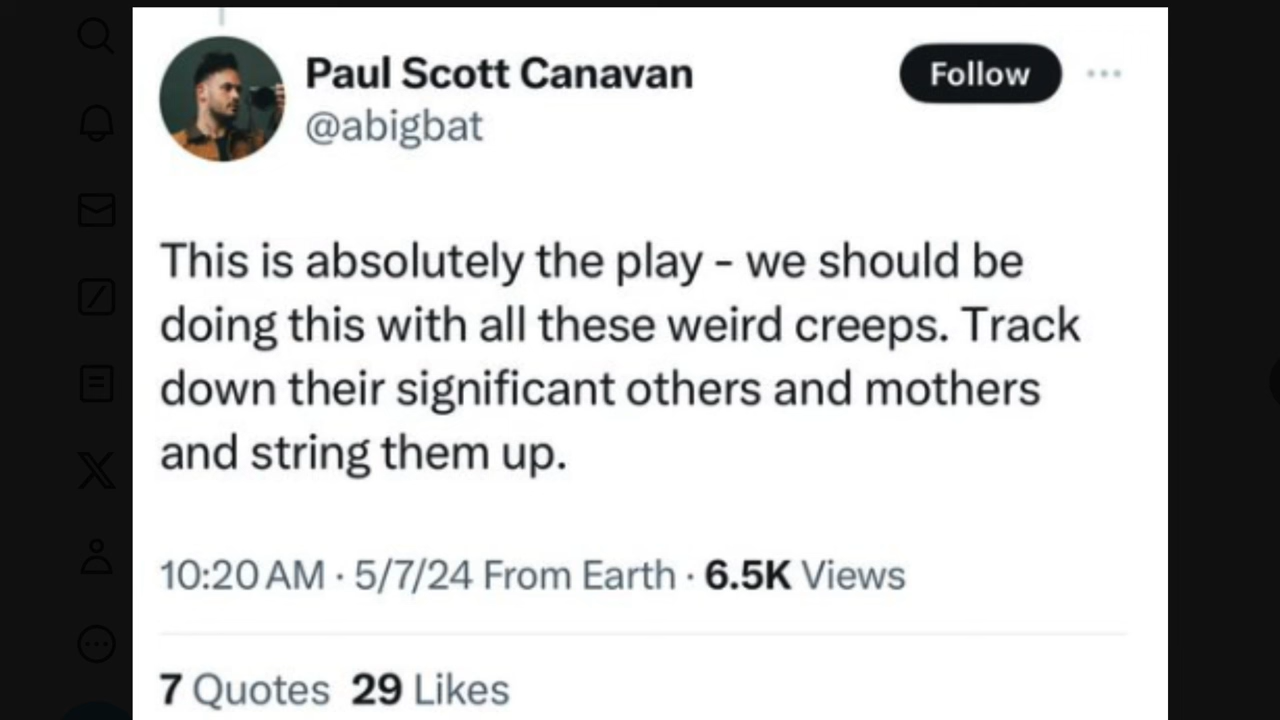 Paul Scott Canavan
@abigbat
Follow
This is absolutely the play - we should be
doing this with all these weird creeps. Track
down their significant others and mothers
and string them up.
10:20 AM · 5/7/24 From Earth · 6.5K Views
7 Quotes 29 Likes